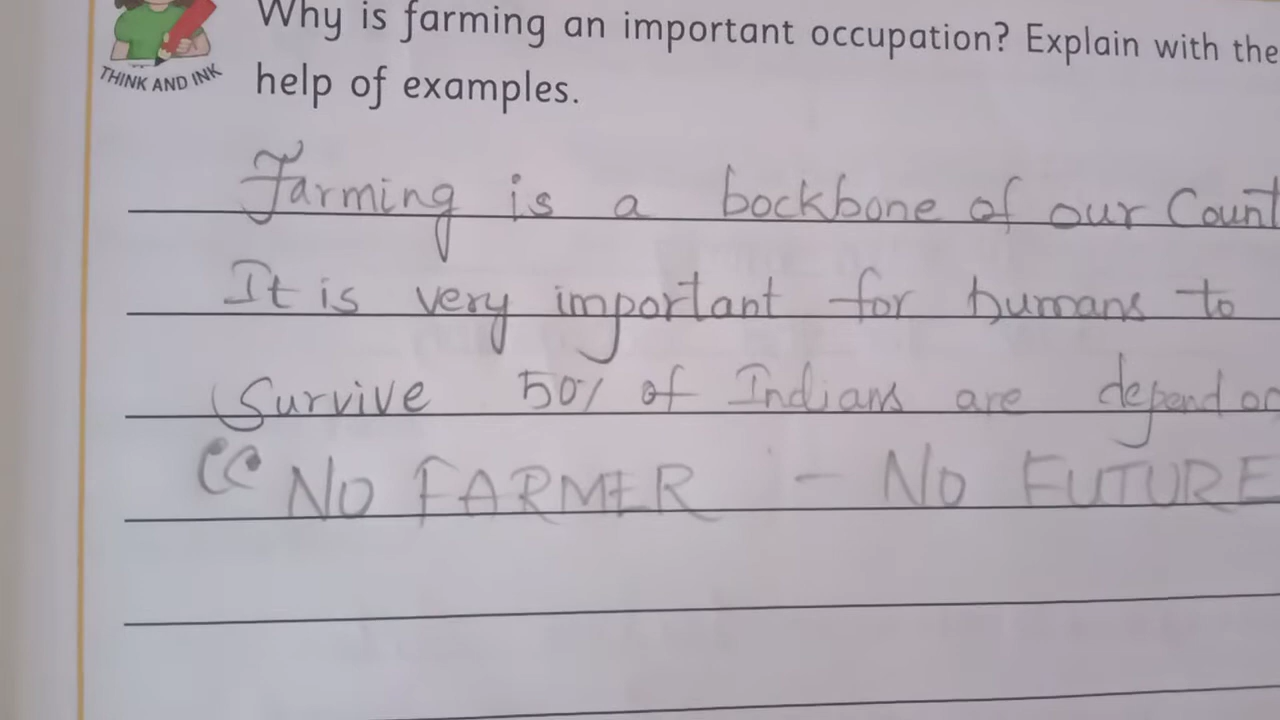 Why is farming an important occupation? Explain with the
help of examples.
THINK AND INK
Farming is a bockbone of our Count
It is very important for humans to
Survive 50% of Indians are depend on
“ NO FARMER - NO FUTURE